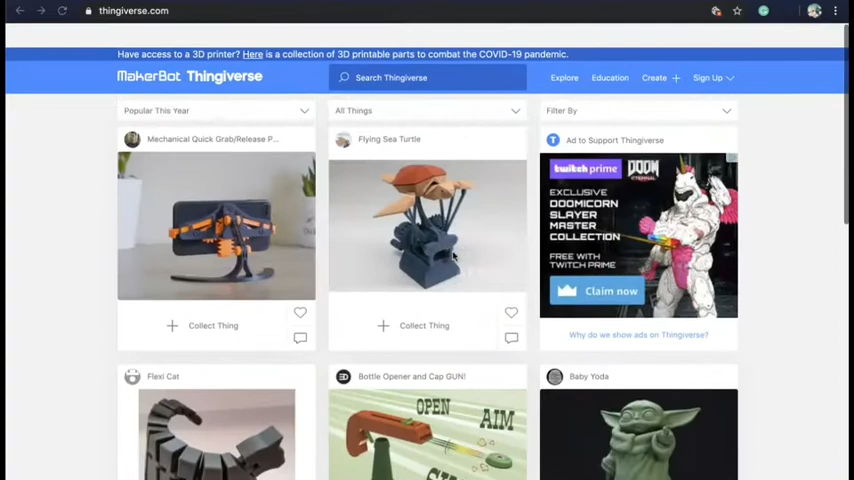 thingiverse.com
Have access to a 3D printer? Here is a collection of 3D printable parts to combat the COVID-19 pandemic.
MakerBot Thingiverse
Search Thingiverse
Explore
Education
Create
Sign Up
Popular This Year
All Things
Filter By
Mechanical Quick Grab/Release P...
Flying Sea Turtle
Ad to Support Thingiverse
twitch prime
DOOM
ETERNAL
EXCLUSIVE
DOOMICORN
SLAYER
MASTER
COLLECTION
FREE WITH
TWITCH PRIME
Claim now
Collect Thing
Collect Thing
Why do we show ads on Thingiverse?
Flexi Cat
Bottle Opener and Cap GUN!
Baby Yoda
OPEN
AIM